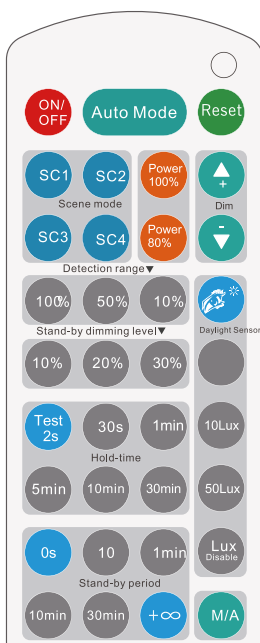 ON/
OFF
Auto Mode
Reset
SC1
SC2
Power
100%
+
Scene mode
Dim
SC3
SC4
Power
80%
-
Detection range▼
100%
50%
10%
Stand-by dimming level▼
Daylight Sensor
10%
20%
30%
Test
2s
30s
1min
10Lux
Hold-time
5min
10min
30min
50Lux
0s
10
1min
Lux
Disable
Stand-by period
10min
30min
+∞
M/A